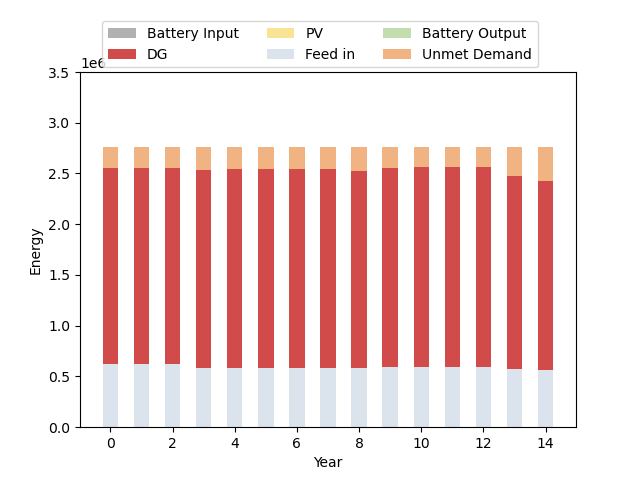 Battery Input PV Battery Output
DG Feed in Unmet Demand
1e6
3.5
3.0
2.5
2.0
1.5
1.0
0.5
0.0
Energy
0 2 4 6 8 10 12 14
Year